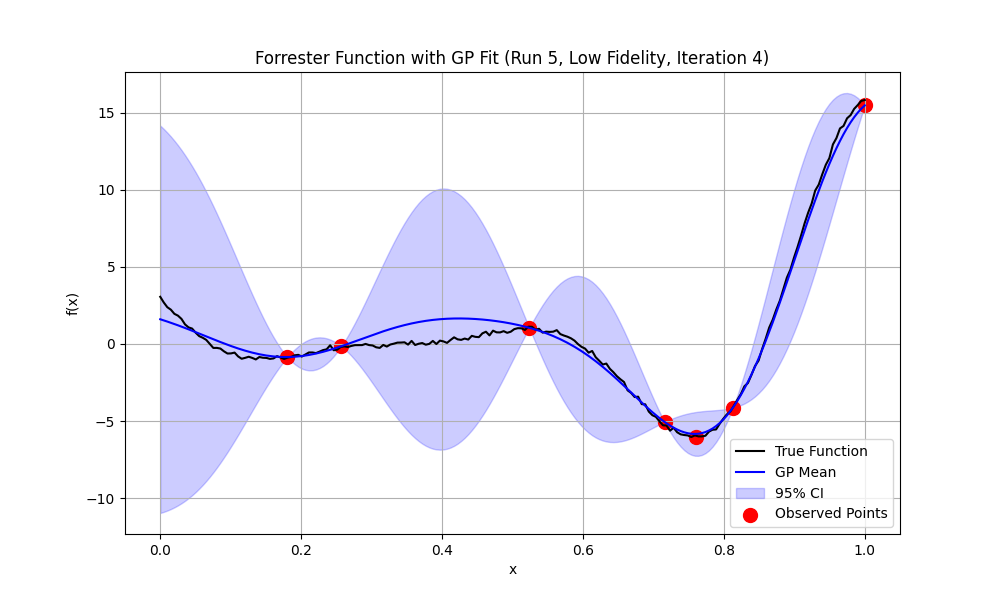 Forrester Function with GP Fit (Run 5, Low Fidelity, Iteration 4)
f(x)
15
10
5
0
−5
−10
0.0 0.2 0.4 0.6 0.8 1.0
x
True Function
GP Mean
95% CI
Observed Points